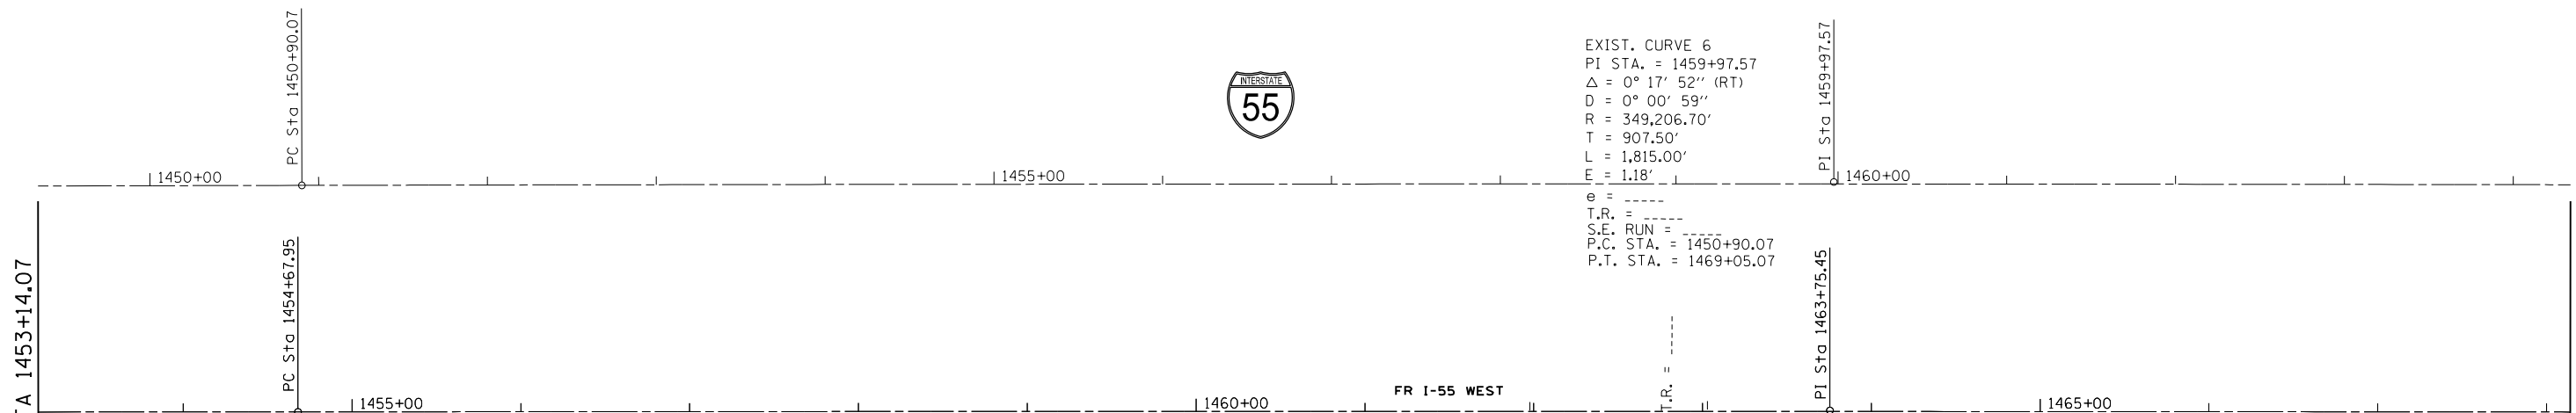 PC Sta 1450+90.07
INTERSTATE
55
EXIST. CURVE 6
PI STA. = 1459+97.57
Δ = 0° 17' 52'' (RT)
D = 0° 00' 59''
R = 349,206.70'
T = 907.50'
L = 1,815.00'
E = 1.18'
e = _____
T.R. = _____
S.E. RUN = _____
P.C. STA. = 1450+90.07
P.T. STA. = 1469+05.07
PI Sta 1459+97.57
1450+00
1455+00
1460+00
TA 1453+14.07
PC Sta 1454+67.95
1455+00
1460+00
FR I-55 WEST
T.R. = _____
PI Sta 1463+75.45
1465+00